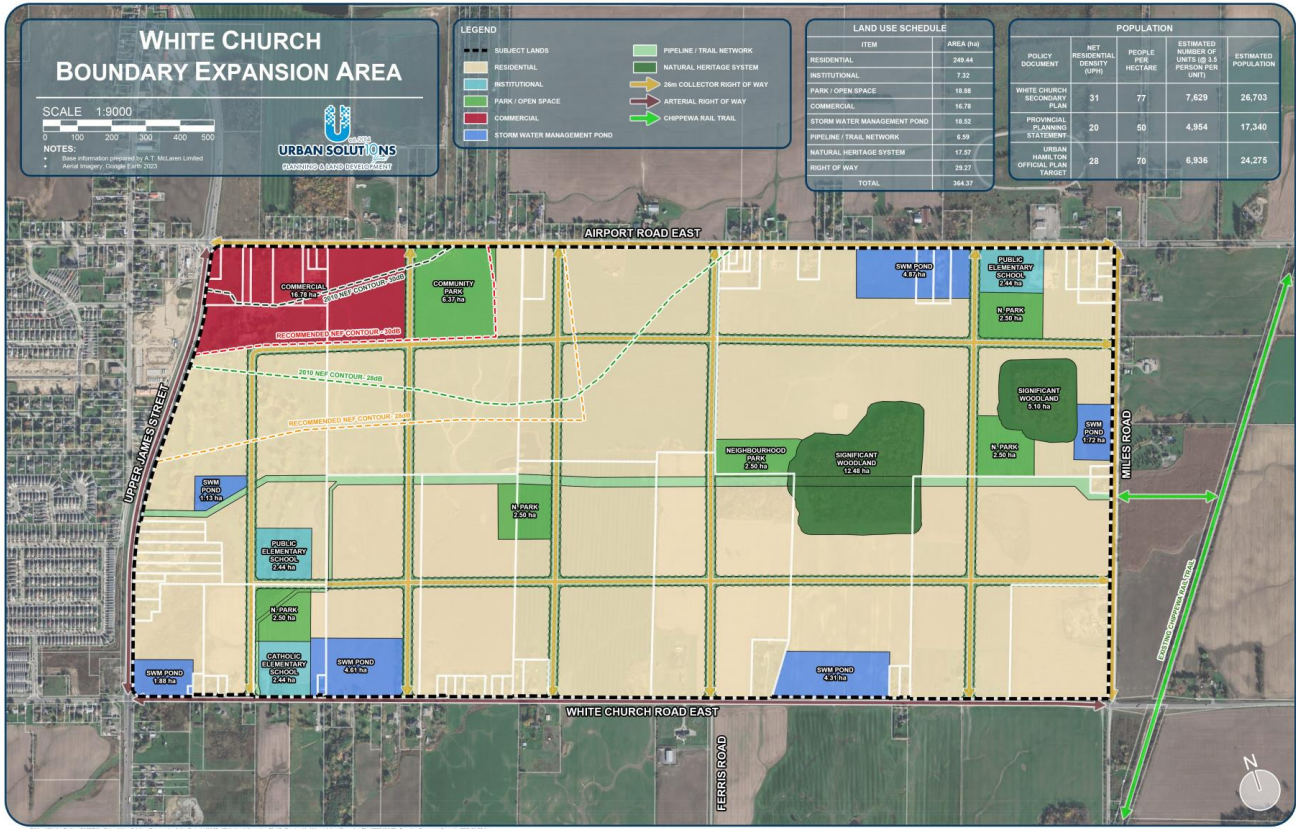 WHITE CHURCH
BOUNDARY EXPANSION AREA
SCALE 1:9000
0 100 200 300 400 500
NOTES:
• Base information prepared by A.T. McLaren Limited
• Aerial Imagery: Google Earth 2023
URBAN SOLUTIONS
PLANNING & LAND DEVELOPMENT
LEGEND
SUBJECT LANDS
RESIDENTIAL
INSTITUTIONAL
PARK / OPEN SPACE
COMMERCIAL
STORM WATER MANAGEMENT POND
PIPELINE / TRAIL NETWORK
NATURAL HERITAGE SYSTEM
26m COLLECTOR RIGHT OF WAY
ARTERIAL RIGHT OF WAY
CHIPPEWA RAIL TRAIL
LAND USE SCHEDULE
ITEM AREA (ha)
RESIDENTIAL 249.44
INSTITUTIONAL 7.32
PARK / OPEN SPACE 18.88
COMMERCIAL 16.78
STORM WATER MANAGEMENT POND 18.52
PIPELINE / TRAIL NETWORK 6.59
NATURAL HERITAGE SYSTEM 17.57
RIGHT OF WAY 29.27
TOTAL 364.37
POPULATION
POLICY DOCUMENT NET RESIDENTIAL DENSITY (UPH) PEOPLE PER HECTARE ESTIMATED NUMBER OF UNITS (@ 3.5 PERSON PER UNIT) ESTIMATED POPULATION
WHITE CHURCH SECONDARY PLAN 31 77 7,629 26,703
PROVINCIAL PLANNING STATEMENT 20 50 4,954 17,340
URBAN HAMILTON OFFICIAL PLAN TARGET 28 70 6,936 24,275
AIRPORT ROAD EAST
COMMERCIAL
16.78 ha
2010 NEF CONTOUR- 30dB
COMMUNITY
PARK
6.37 ha
SWM POND
4.87 ha
PUBLIC
ELEMENTARY
SCHOOL
2.44 ha
N. PARK
2.50 ha
RECOMMENDED NEF CONTOUR - 30dB
2010 NEF CONTOUR- 28dB
RECOMMENDED NEF CONTOUR- 28dB
SIGNIFICANT
WOODLAND
5.10 ha
SWM
POND
1.72 ha
UPPER JAMES STREET
MILES ROAD
NEIGHBOURHOOD
PARK
2.50 ha
SIGNIFICANT
WOODLAND
12.48 ha
N. PARK
2.50 ha
SWM
POND
1.13 ha
N. PARK
2.50 ha
PUBLIC
ELEMENTARY
SCHOOL
2.44 ha
N. PARK
2.50 ha
EXISTING CHIPPEWA RAIL TRAIL
SWM POND
1.88 ha
CATHOLIC
ELEMENTARY
SCHOOL
2.44 ha
SWM POND
4.61 ha
SWM POND
4.31 ha
WHITE CHURCH ROAD EAST
FERRIS ROAD
N